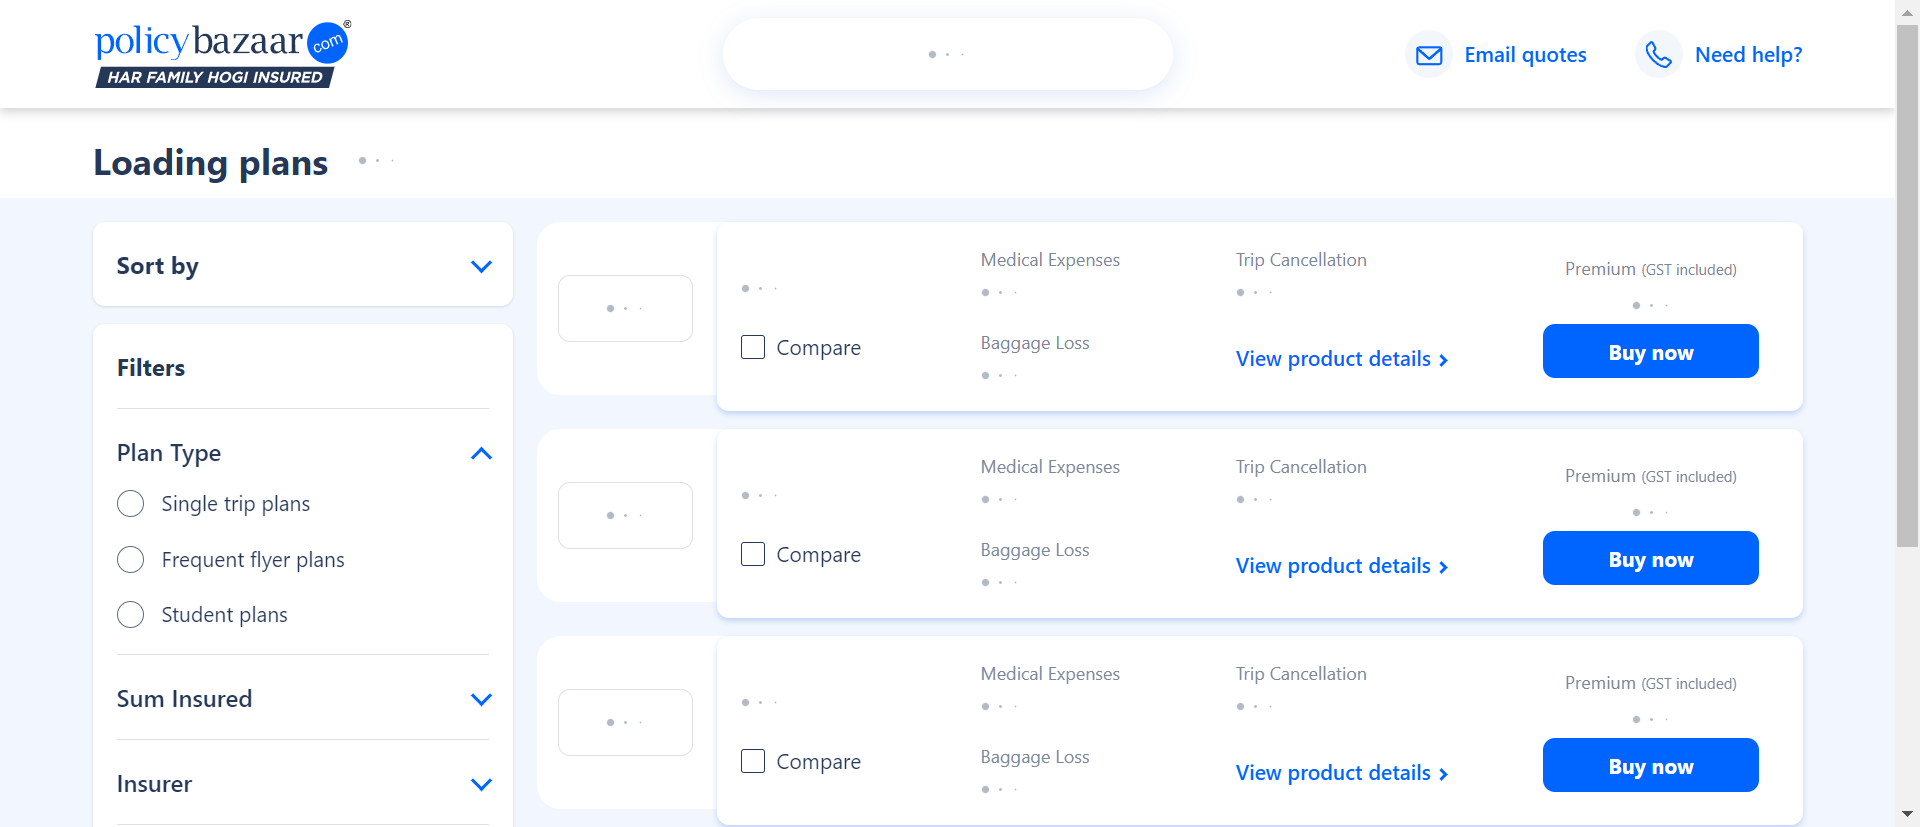 policybazaar com ®
HAR FAMILY HOGI INSURED
Email quotes
Need help?
Loading plans
Sort by
Filters
Plan Type
Single trip plans
Frequent flyer plans
Student plans
Sum Insured
Insurer
Medical Expenses
Trip Cancellation
Premium (GST included)
Compare
Baggage Loss
View product details
Buy now
Medical Expenses
Trip Cancellation
Premium (GST included)
Compare
Baggage Loss
View product details
Buy now
Medical Expenses
Trip Cancellation
Premium (GST included)
Compare
Baggage Loss
View product details
Buy now